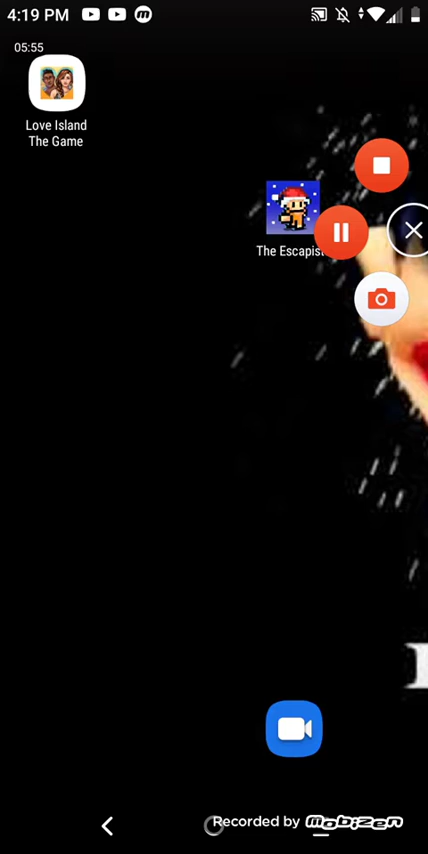 4:19 PM
05:55
Love Island
The Game
The Escapist
Recorded by mobizen